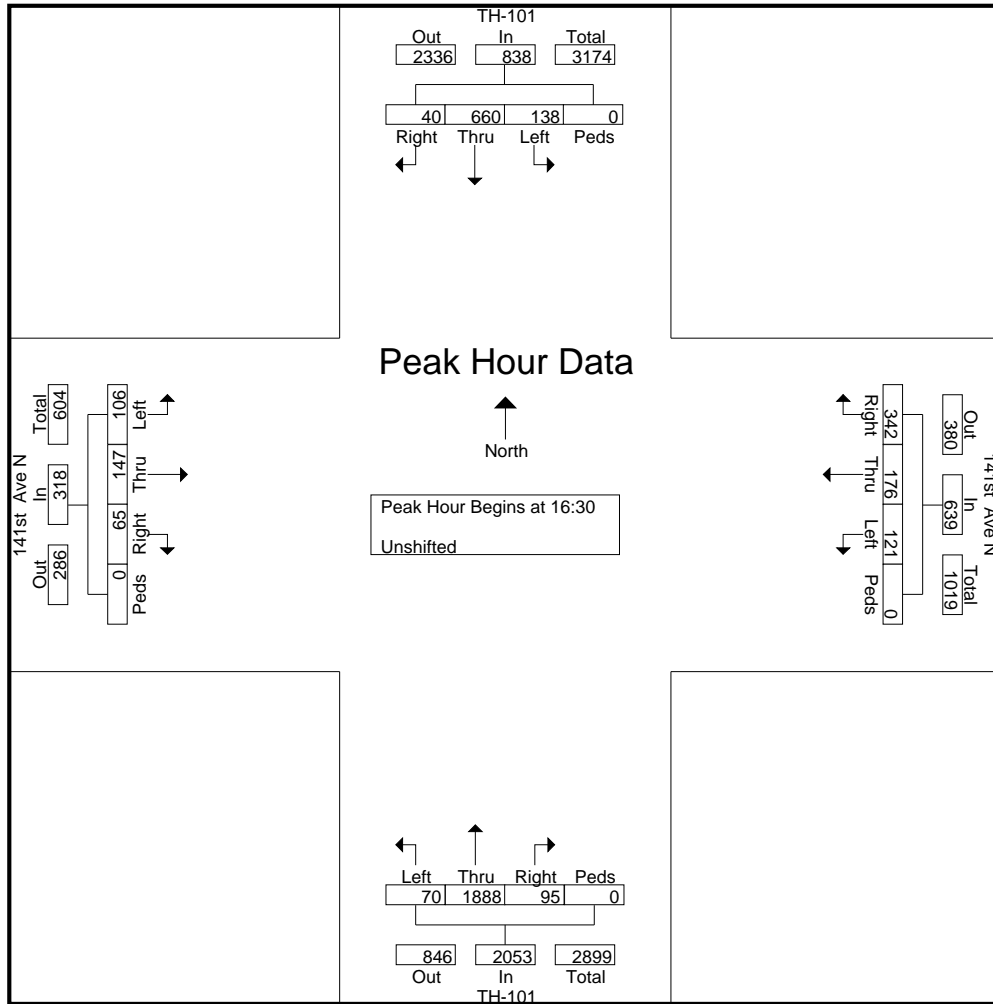 TH-101
Out In Total
2336 838 3174
40 660 138 0
Right Thru Left Peds
Peak Hour Data
North
Peak Hour Begins at 16:30
Unshifted
141st Ave N
Total In Out
604 318 286
106 147 65 0
Left Thru Right Peds
141st Ave N
Out In Total
380 639 1019
342 176 121 0
Right Thru Left Peds
Left Thru Right Peds
70 1888 95 0
846 2053 2899
Out In Total
TH-101